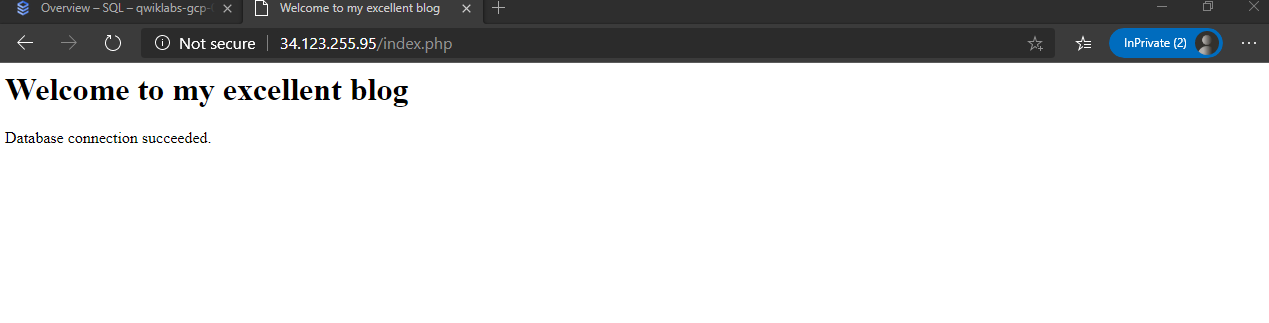 Overview – SQL – qwiklabs-gcp-
Welcome to my excellent blog
Not secure
34.123.255.95/index.php
InPrivate (2)
Welcome to my excellent blog
Database connection succeeded.